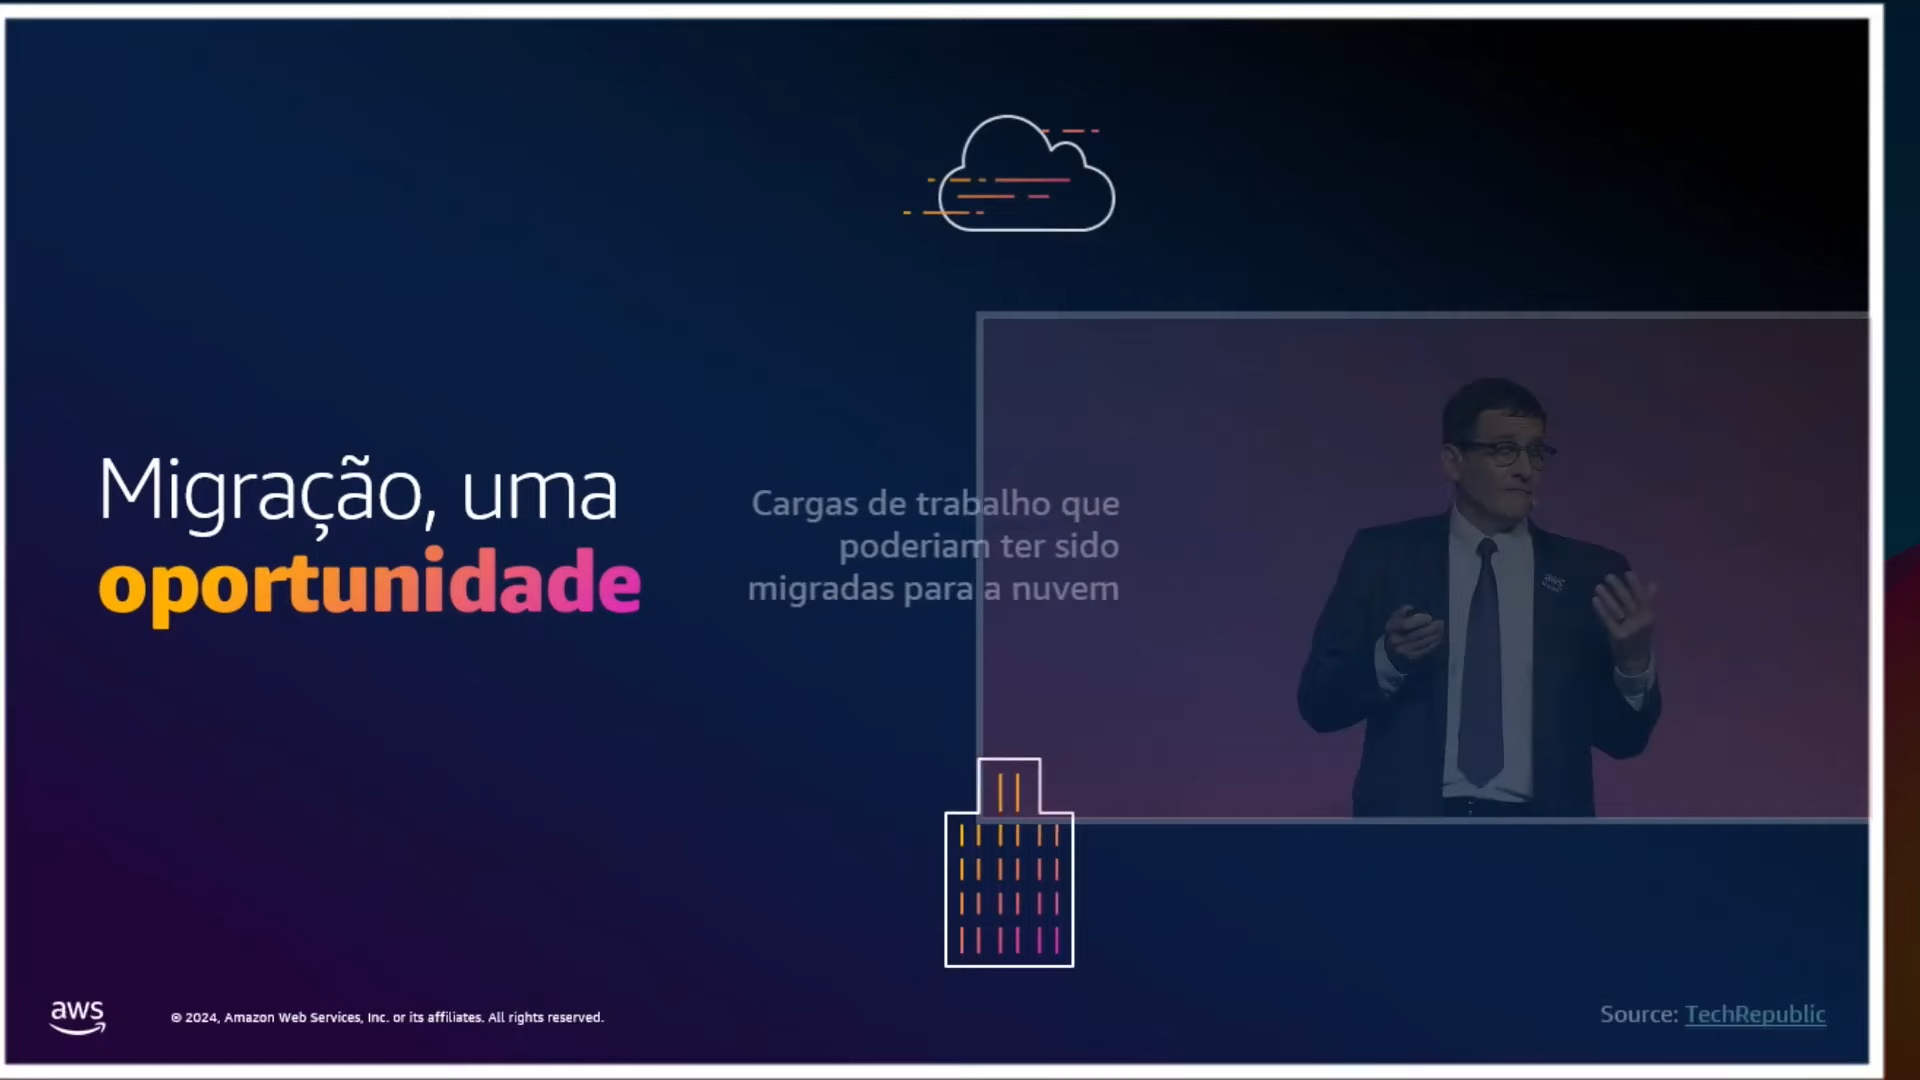 Migração, uma
oportunidade
Cargas de trabalho que
poderiam ter sido
migradas para a nuvem
aws
aws
© 2024, Amazon Web Services, Inc. or its affiliates. All rights reserved.
Source: TechRepublic